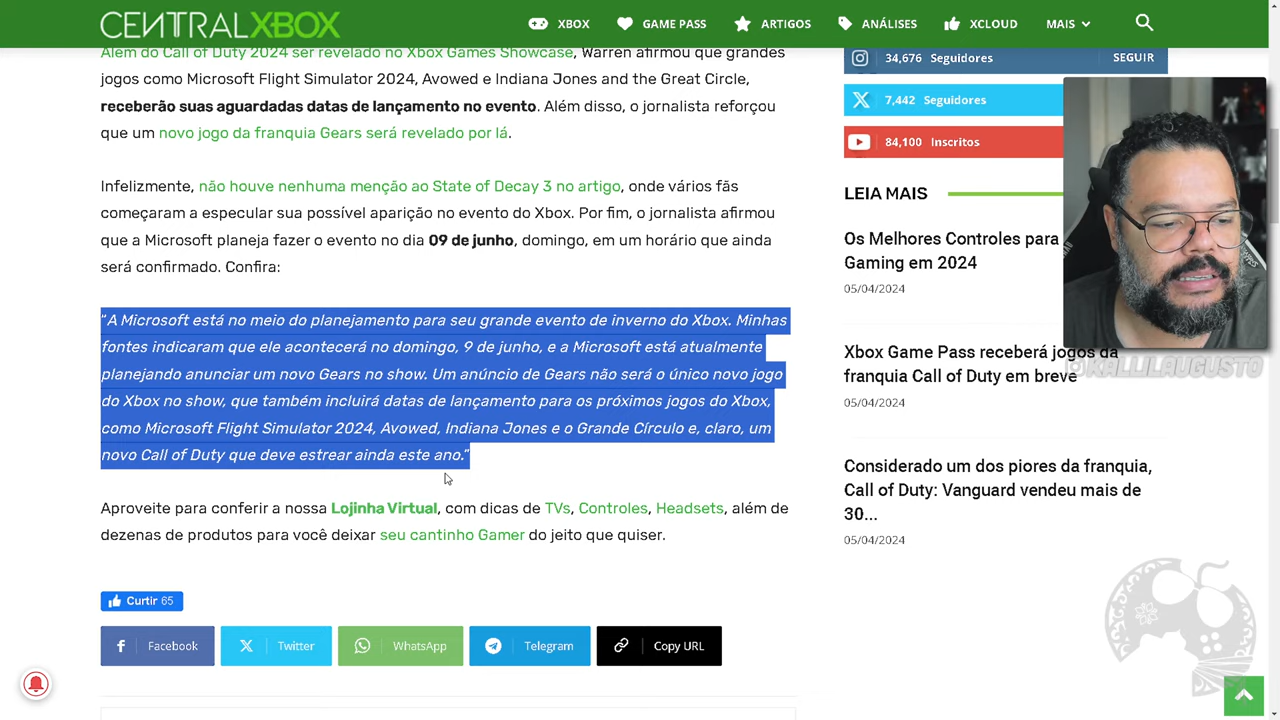 CENTRALXBOX
XBOX
GAME PASS
ARTIGOS
ANÁLISES
XCLOUD
MAIS
Além do Call of Duty 2024 ser revelado no Xbox Games Showcase, Warren afirmou que grandes
jogos como Microsoft Flight Simulator 2024, Avowed e Indiana Jones and the Great Circle,
receberão suas aguardadas datas de lançamento no evento. Além disso, o jornalista reforçou
que um novo jogo da franquia Gears será revelado por lá.
Infelizmente, não houve nenhuma menção ao State of Decay 3 no artigo, onde vários fãs
começaram a especular sua possível aparição no evento do Xbox. Por fim, o jornalista afirmou
que a Microsoft planeja fazer o evento no dia 09 de junho, domingo, em um horário que ainda
será confirmado. Confira:
“A Microsoft está no meio do planejamento para seu grande evento de inverno do Xbox. Minhas
fontes indicaram que ele acontecerá no domingo, 9 de junho, e a Microsoft está atualmente
planejando anunciar um novo Gears no show. Um anúncio de Gears não será o único novo jogo
do Xbox no show, que também incluirá datas de lançamento para os próximos jogos do Xbox,
como Microsoft Flight Simulator 2024, Avowed, Indiana Jones e o Grande Círculo e, claro, um
novo Call of Duty que deve estrear ainda este ano.”
Aproveite para conferir a nossa Lojinha Virtual, com dicas de TVs, Controles, Headsets, além de
dezenas de produtos para você deixar seu cantinho Gamer do jeito que quiser.
Curtir 65
Facebook
Twitter
WhatsApp
Telegram
Copy URL
34,676 Seguidores
SEGUIR
7,442 Seguidores
84,100 Inscritos
LEIA MAIS
Os Melhores Controles para
Gaming em 2024
05/04/2024
Xbox Game Pass receberá jogos da
franquia Call of Duty em breve
05/04/2024
Considerado um dos piores da franquia,
Call of Duty: Vanguard vendeu mais de
30...
05/04/2024
@KALLILAUGUSTO